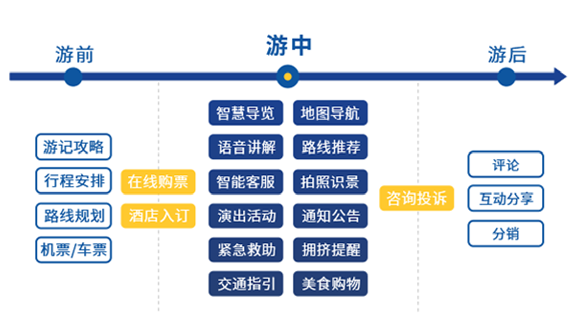 游前
游中
游后
游记攻略
行程安排
路线规划
机票/车票
在线购票
酒店入订
智慧导览
地图导航
语音讲解
路线推荐
智能客服
拍照识景
演出活动
通知公告
紧急救助
拥挤提醒
交通指引
美食购物
咨询投诉
评论
互动分享
分销